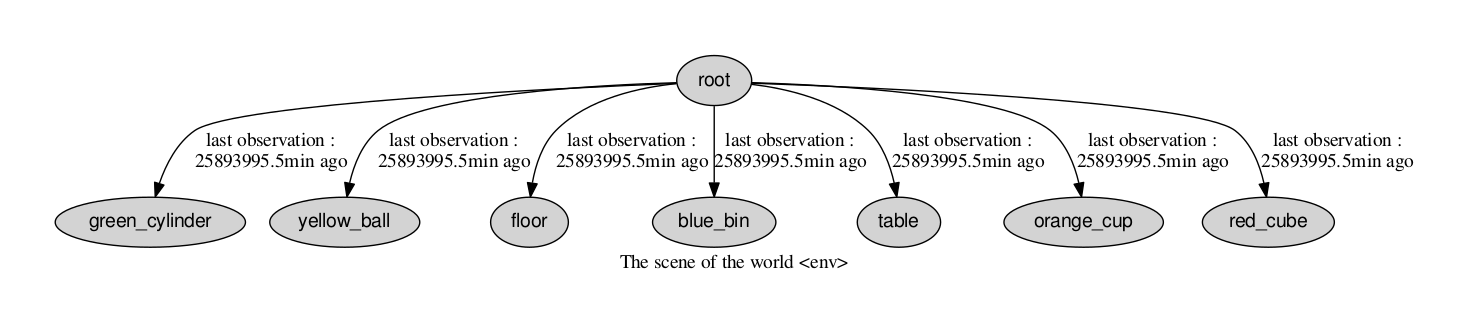 root
last observation :
25893995.5min ago
last observation :
25893995.5min ago
last observation :
25893995.5min ago
last observation :
25893995.5min ago
last observation :
25893995.5min ago
last observation :
25893995.5min ago
last observation :
25893995.5min ago
green_cylinder
yellow_ball
floor
blue_bin
table
orange_cup
red_cube
The scene of the world <env>